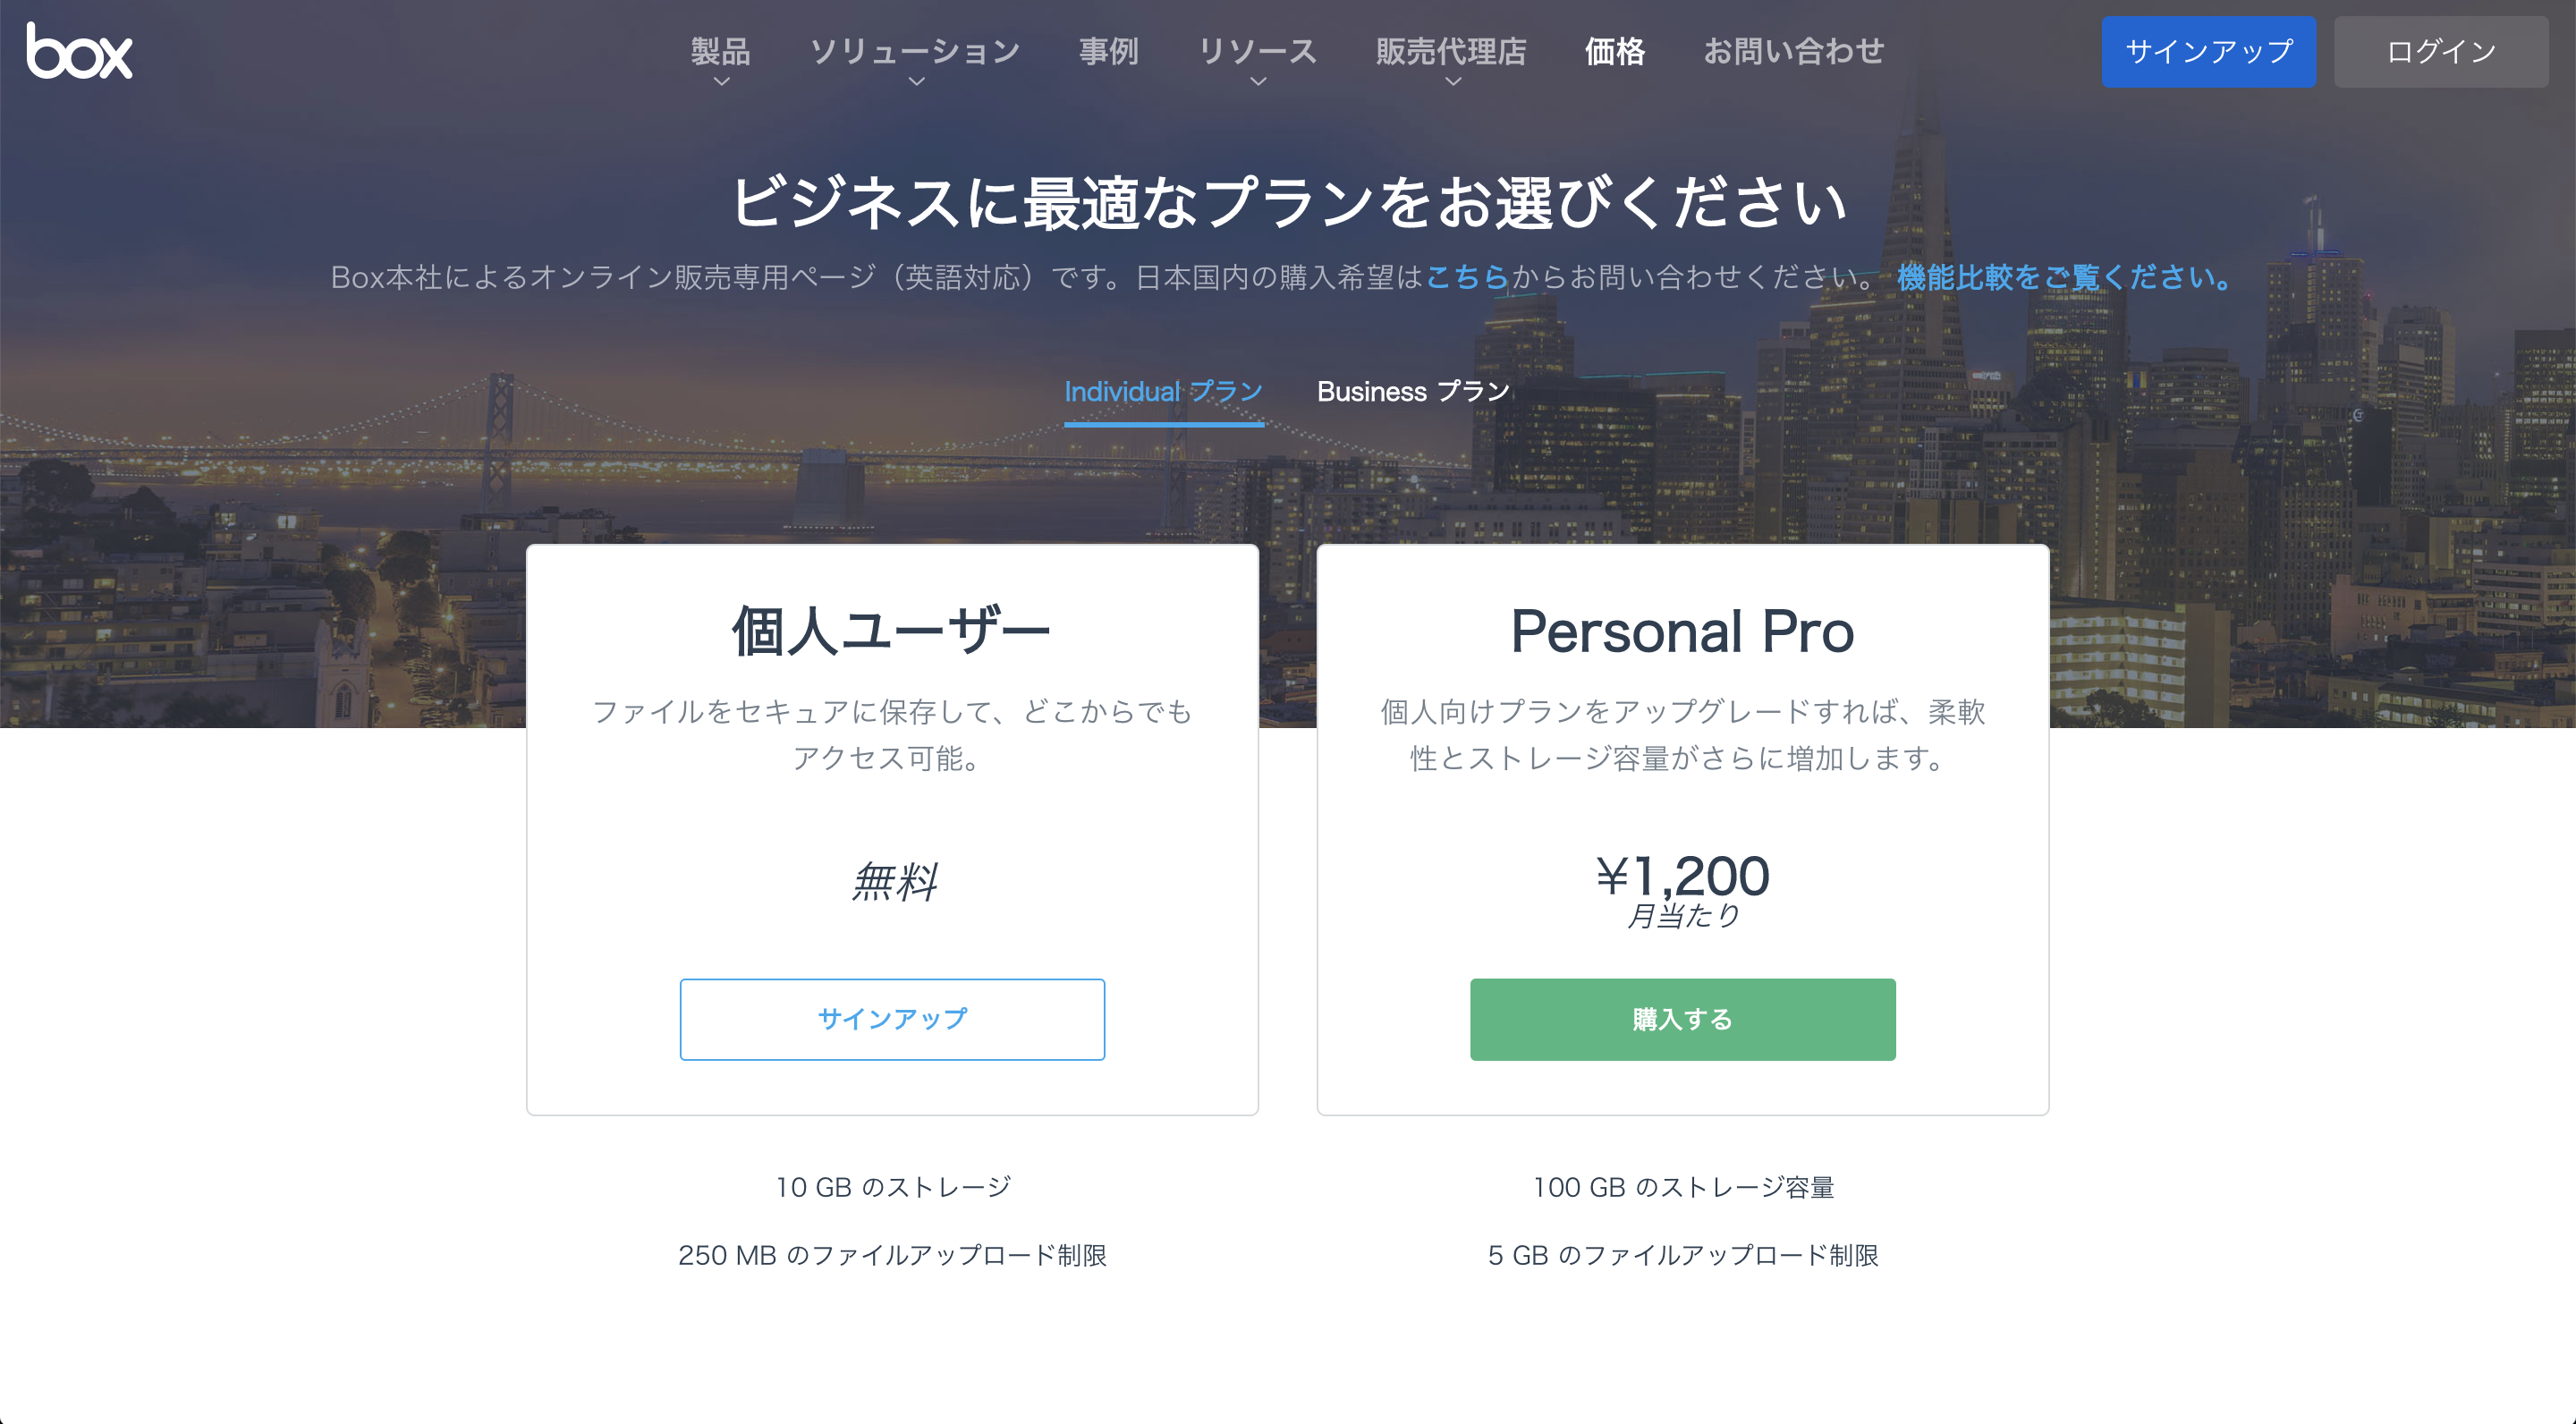 box
製品
ソリューション
事例
リソース
販売代理店
価格
お問い合わせ
サインアップ
ログイン
ビジネスに最適なプランをお選びください
Box本社によるオンライン販売専用ページ（英語対応）です。日本国内の購入希望はこちらからお問い合わせください。 機能比較をご覧ください。
Individual プラン
Business プラン
個人ユーザー
ファイルをセキュアに保存して、どこからでも
アクセス可能。
無料
サインアップ
10 GB のストレージ
250 MB のファイルアップロード制限
Personal Pro
個人向けプランをアップグレードすれば、柔軟
性とストレージ容量がさらに増加します。
¥1,200
月当たり
購入する
100 GB のストレージ容量
5 GB のファイルアップロード制限